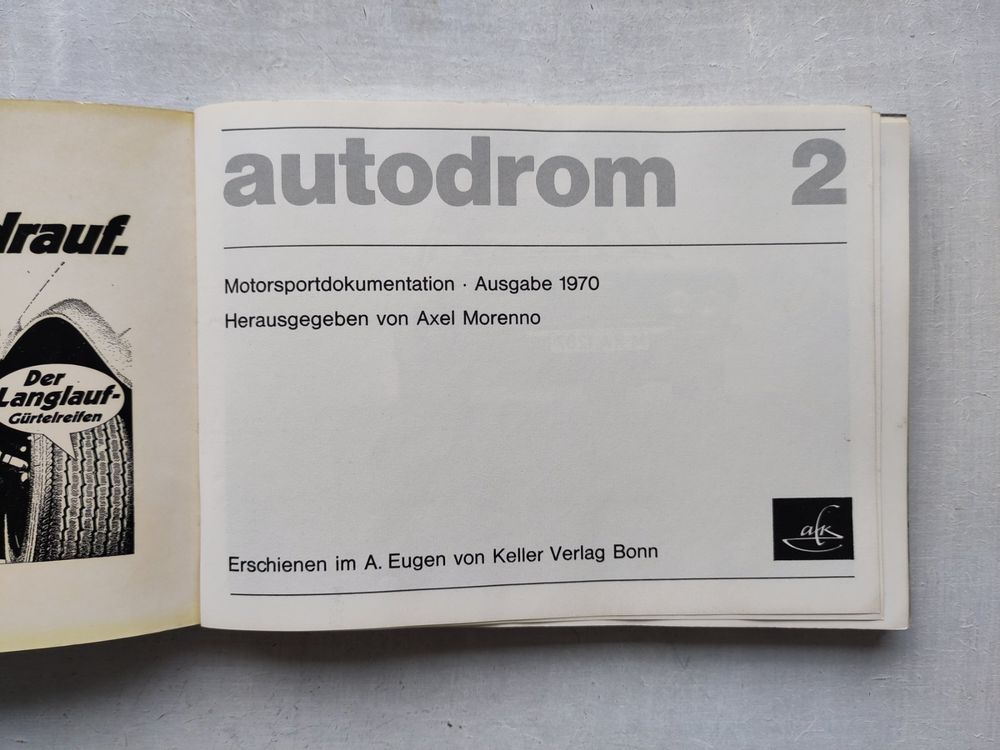 drauf.
Der
Langlauf-
Gürtelreifen
autodrom 2
Motorsportdokumentation · Ausgabe 1970
Herausgegeben von Axel Morenno
Erschienen im A. Eugen von Keller Verlag Bonn